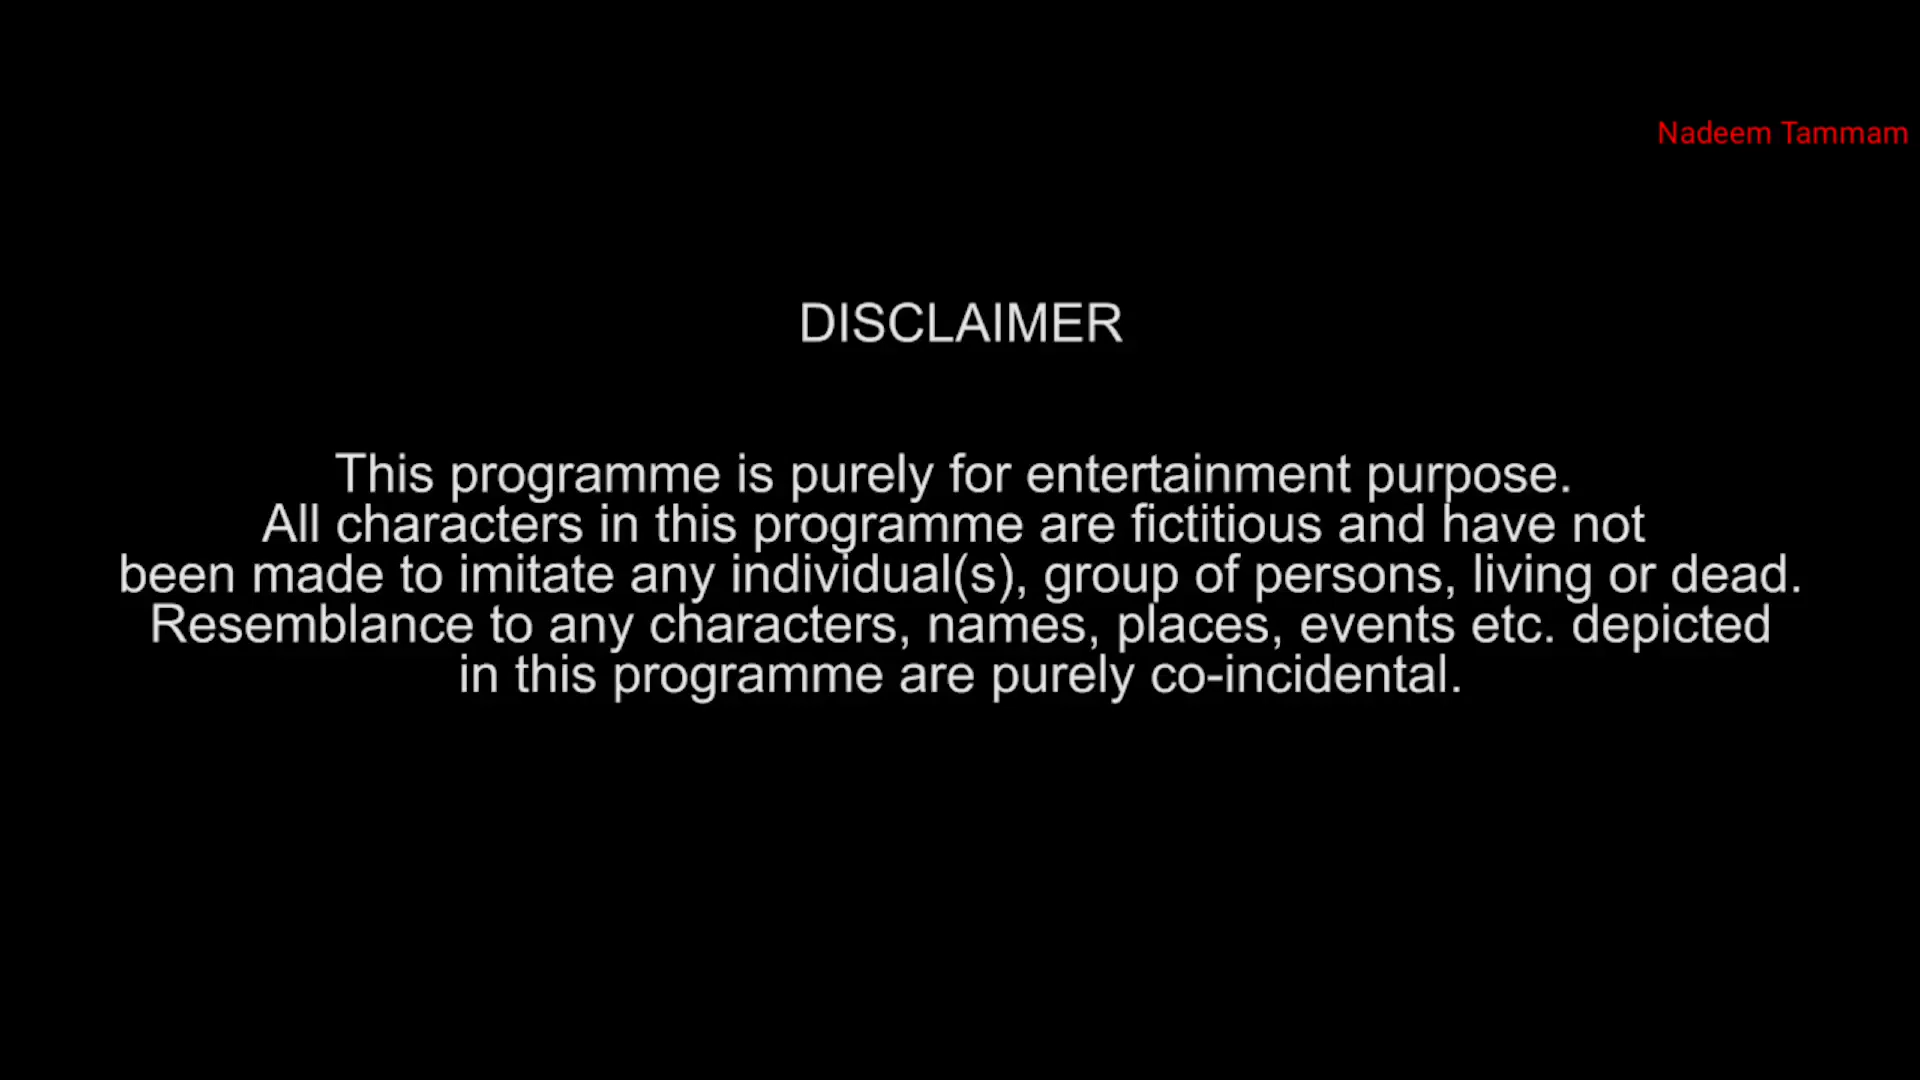 Nadeem Tammam
DISCLAIMER
This programme is purely for entertainment purpose.
All characters in this programme are fictitious and have not
been made to imitate any individual(s), group of persons, living or dead.
Resemblance to any characters, names, places, events etc. depicted
in this programme are purely co-incidental.